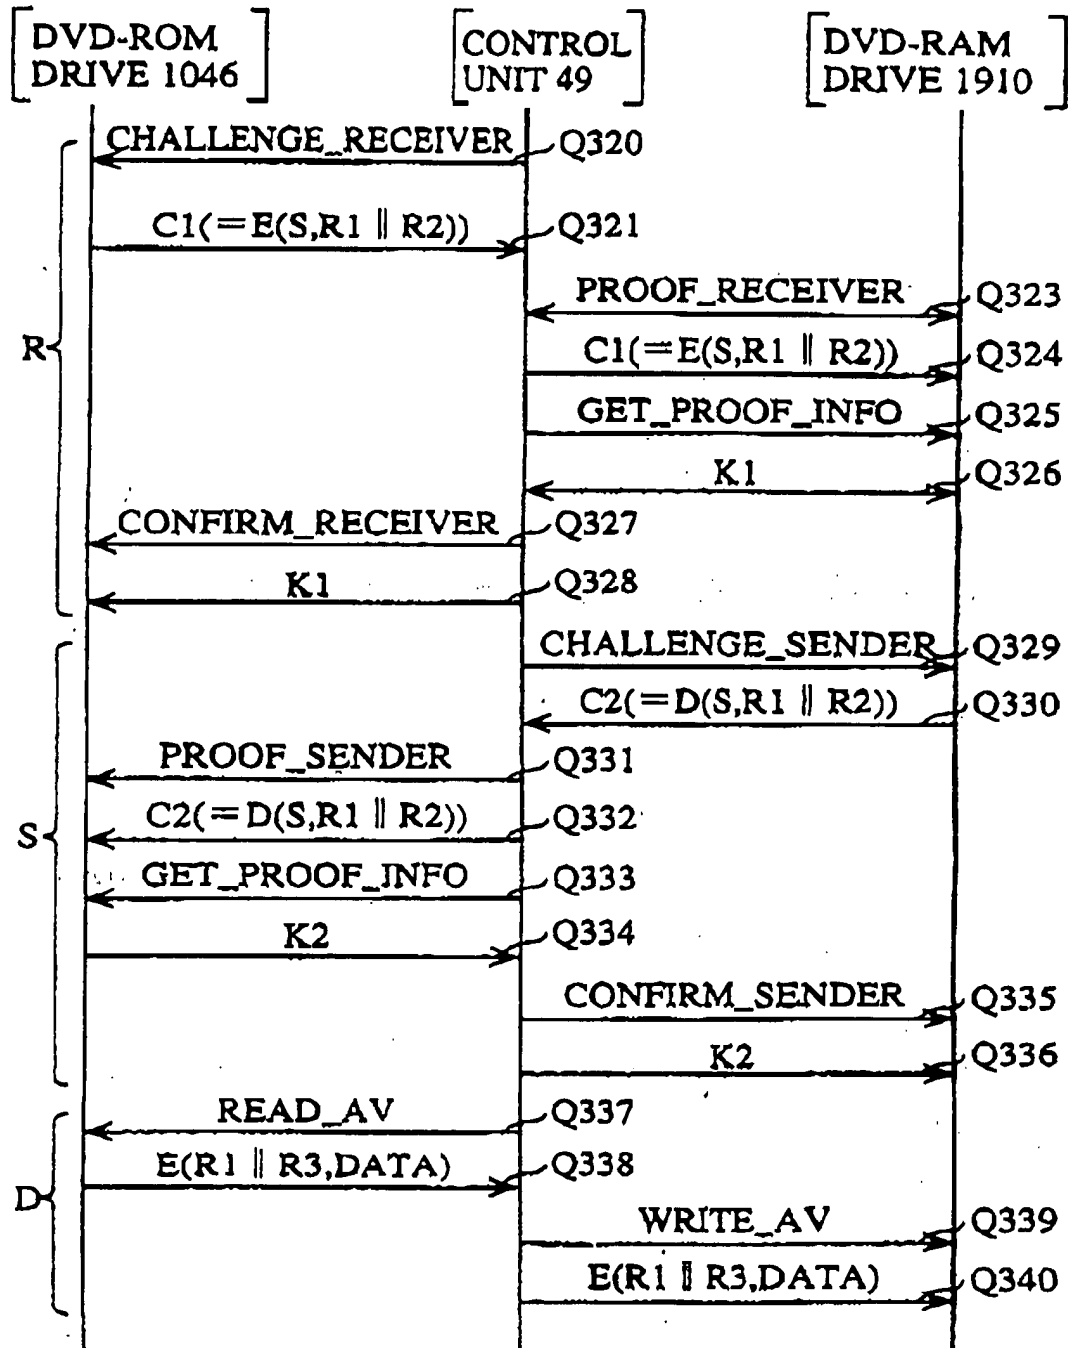 DVD-ROM
DRIVE 1046
CONTROL
UNIT 49
DVD-RAM
DRIVE 1910
CHALLENGE_RECEIVER Q320
C1(=E(S,R1 || R2)) Q321
PROOF_RECEIVER Q323
R
C1(=E(S,R1 || R2)) Q324
GET_PROOF_INFO Q325
K1 Q326
CONFIRM_RECEIVER Q327
K1 Q328
CHALLENGE_SENDER Q329
C2(=D(S,R1 || R2)) Q330
PROOF_SENDER Q331
S
C2(=D(S,R1 || R2)) Q332
GET_PROOF_INFO Q333
K2 Q334
CONFIRM_SENDER Q335
K2 Q336
READ_AV Q337
E(R1 || R3,DATA) Q338
D
WRITE_AV Q339
E(R1 || R3,DATA) Q340